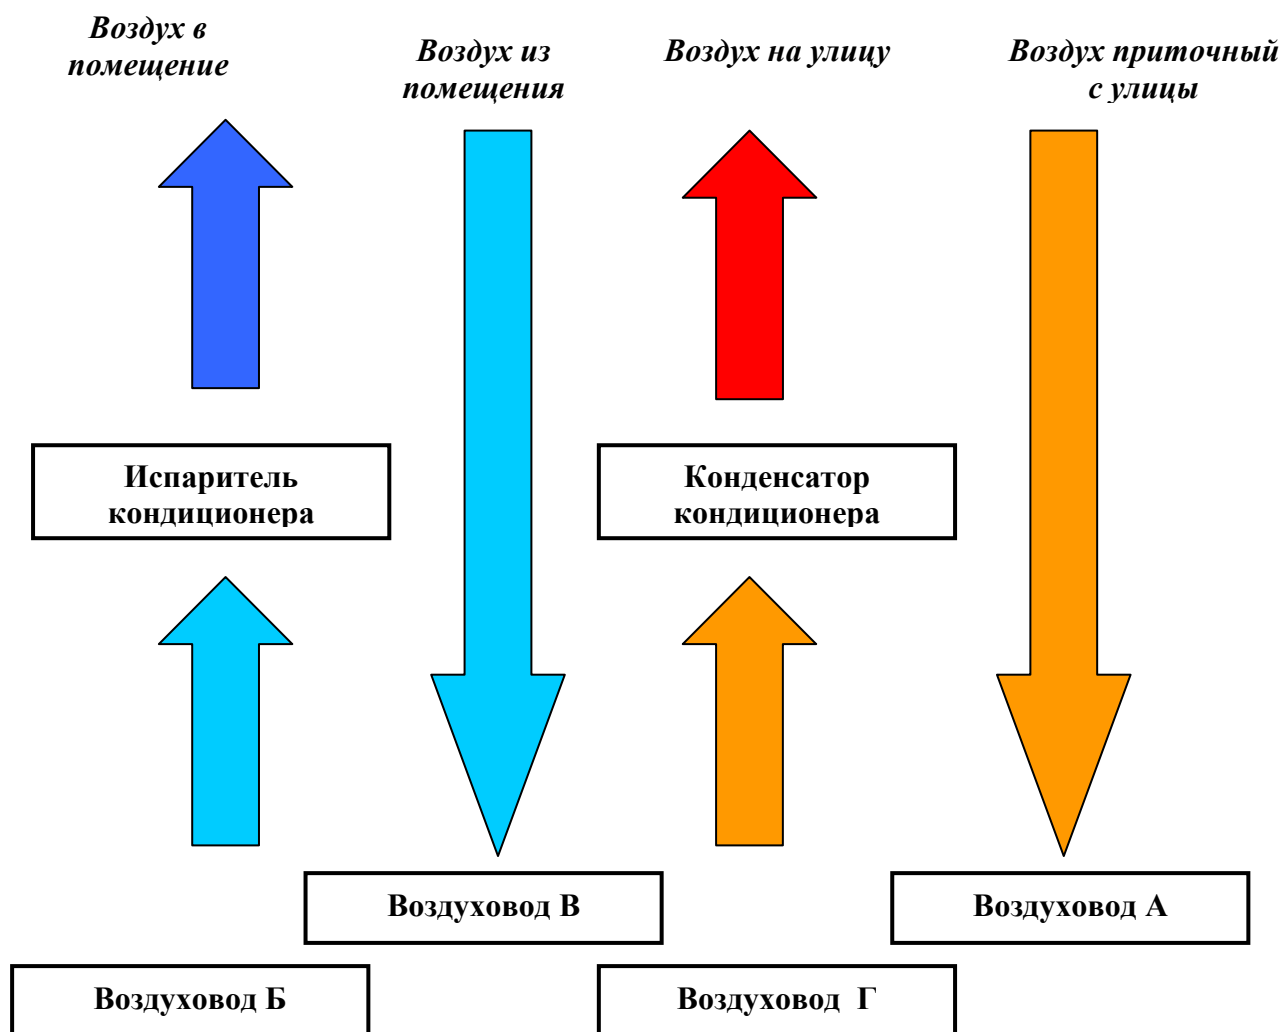 Воздух в
помещение
Воздух из
помещения
Воздух на улицу
Воздух приточный
с улицы
Испаритель
кондиционера
Конденсатор
кондиционера
Воздуховод В
Воздуховод А
Воздуховод Б
Воздуховод Г